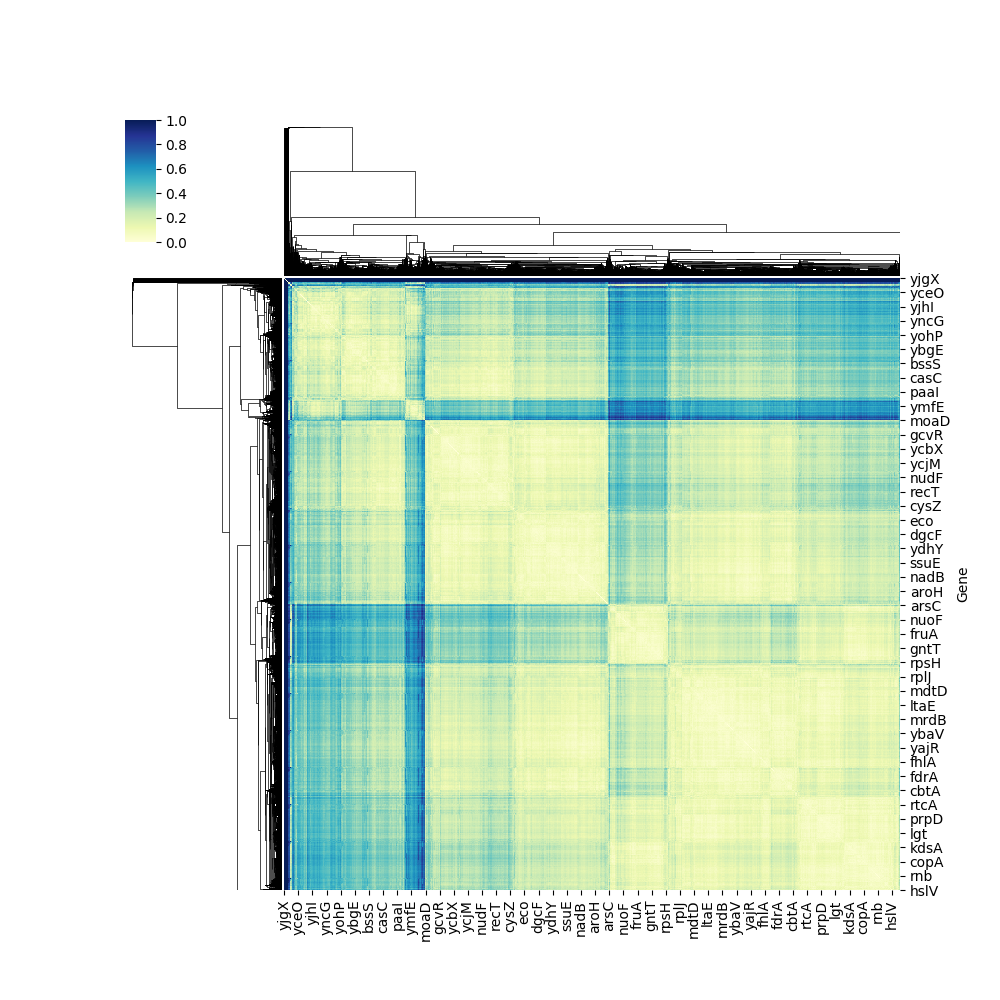 1.0
0.8
0.6
0.4
0.2
0.0
yjgX
yceO
yjhI
yncG
yohP
ybgE
bssS
casC
paaI
ymfE
moaD
gcvR
ycbX
ycjM
nudF
recT
cysZ
eco
dgcF
ydhY
ssuE
nadB
aroH
arsC
nuoF
fruA
gntT
rpsH
rplJ
mdtD
ltaE
mrdB
ybaV
yajR
fhlA
fdrA
cbtA
rtcA
prpD
lgt
kdsA
copA
rnb
hslV
Gene
yjgX
yceO
yjhI
yncG
yohP
ybgE
bssS
casC
paaI
ymfE
moaD
gcvR
ycbX
ycjM
nudF
recT
cysZ
eco
dgcF
ydhY
ssuE
nadB
aroH
arsC
nuoF
fruA
gntT
rpsH
rplJ
mdtD
ltaE
mrdB
ybaV
yajR
fhlA
fdrA
cbtA
rtcA
prpD
lgt
kdsA
copA
rnb
hslV